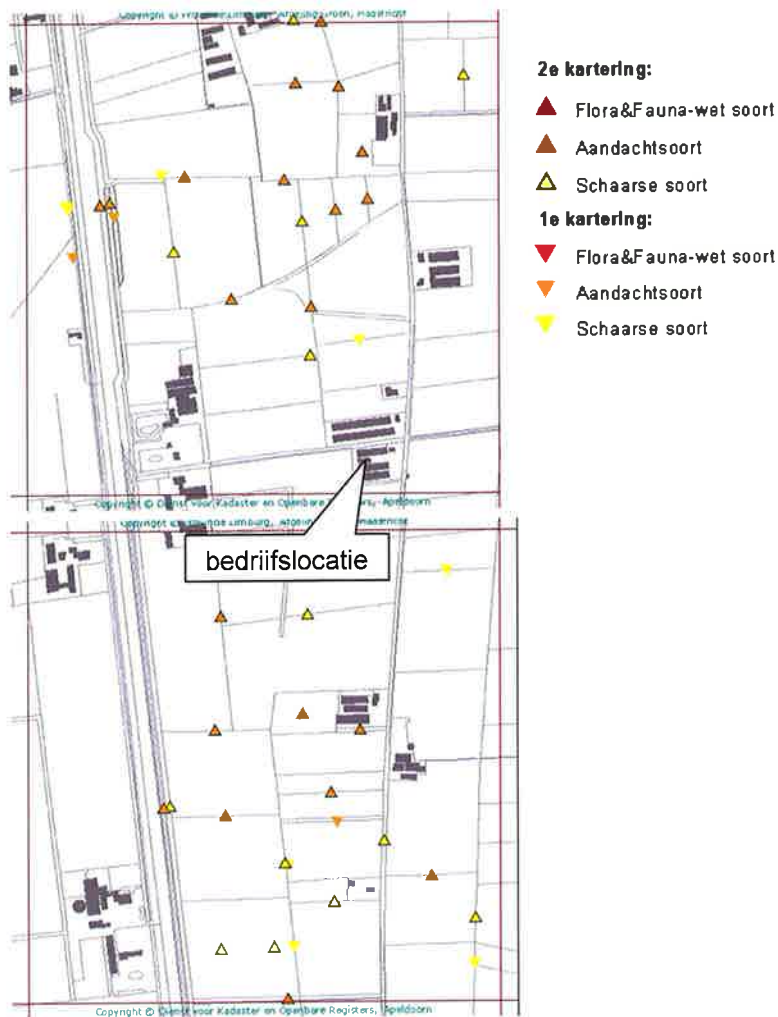 2e kartering:
Flora&Fauna-wet soort
Aandachtsoort
Schaarse soort
1e kartering:
Flora&Fauna-wet soort
Aandachtsoort
Schaarse soort
Copyright © Dienst voor Kadaster en Openbare Registers, Apeldoorn
Limburg,
bedrijfslocatie
Copyright © Dienst voor Kadaster en Openbare Registers, Apeldoorn